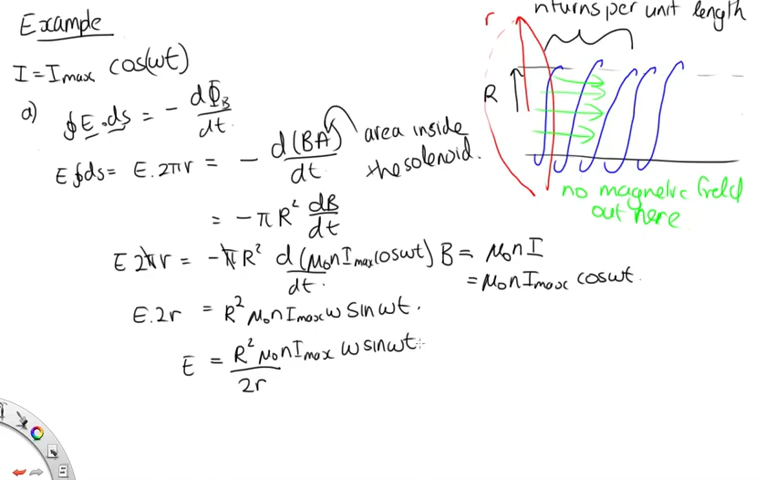 Example
I = Imax cos(ωt)
a) ∮E.ds = - dΦB/dt
E∮ds = E.2πr = - d(BA)/dt
area inside
the solenoid.
= -πR² dB/dt
E2πr = -πR² d(μ₀nImaxcosωt)/dt.
B = μ₀nI
= μ₀nImax cosωt.
E.2r = R²μ₀nImaxω sinωt.
E = R²μ₀nImax ω sinωt/2r
nturns per unit length
r
R
no magnetic field
out here